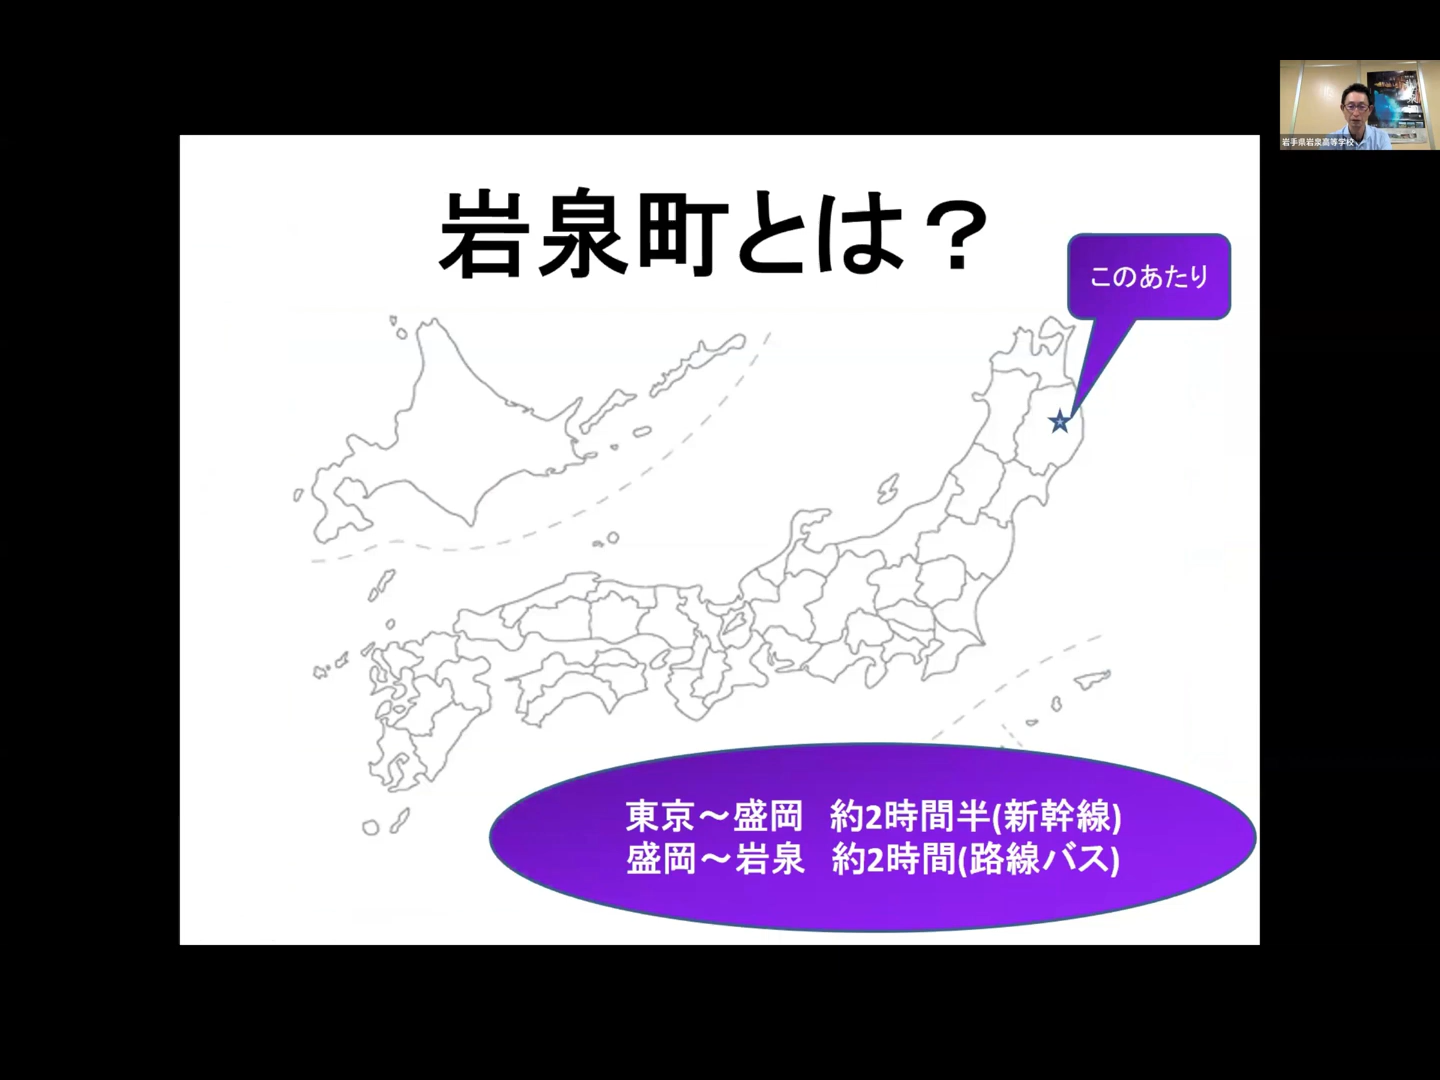 岩泉町とは？
このあたり
東京～盛岡　約2時間半(新幹線)
盛岡～岩泉　約2時間(路線バス)
岩手県岩泉高等学校